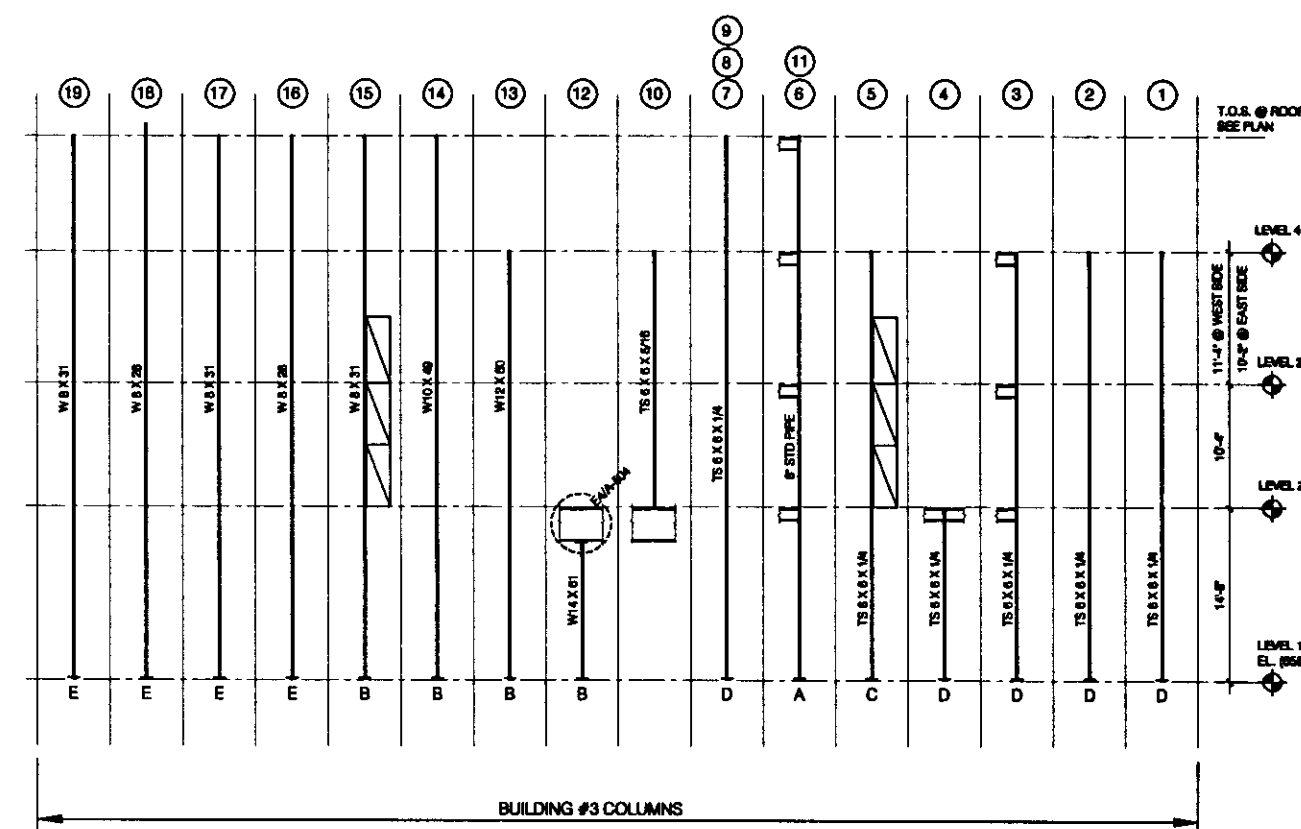 9
8 11
19 18 17 16 15 14 13 12 10 7 6 5 4 3 2 1
T.O.S. @ ROOF
SEE PLAN
LEVEL 4
11'-4" @ WEST SIDE
10'-2" @ EAST SIDE
LEVEL 3
10'-4"
LEVEL 2
14'-8"
LEVEL 1
EL. (656
W 8 X 31
W 8 X 28
W 8 X 31
W 8 X 28
W 8 X 31
W10 X 49
W12 X 50
W14 X 61
TS 6 X 6 X 5/16
TS 6 X 6 X 1/4
6" STD PIPE
TS 6 X 6 X 1/4
TS 6 X 6 X 1/4
TS 6 X 6 X 1/4
TS 6 X 6 X 1/4
TS 6 X 6 X 1/4
E E E E B B B B D A C D D D D
BUILDING #3 COLUMNS